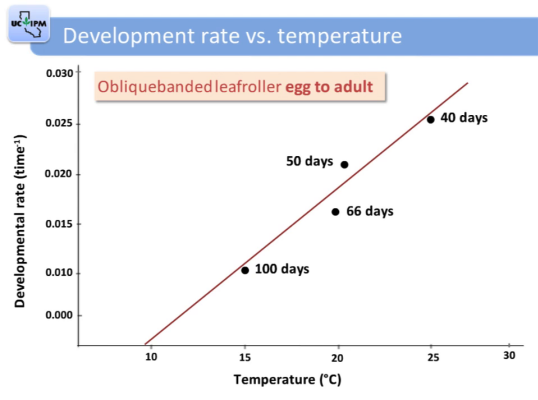 UC IPM
Development rate vs. temperature
Obliquebanded leafroller egg to adult
Developmental rate (time-1)
0.030
0.025
0.020
0.015
0.010
0.000
40 days
50 days
66 days
100 days
10
15
20
25
30
Temperature (°C)